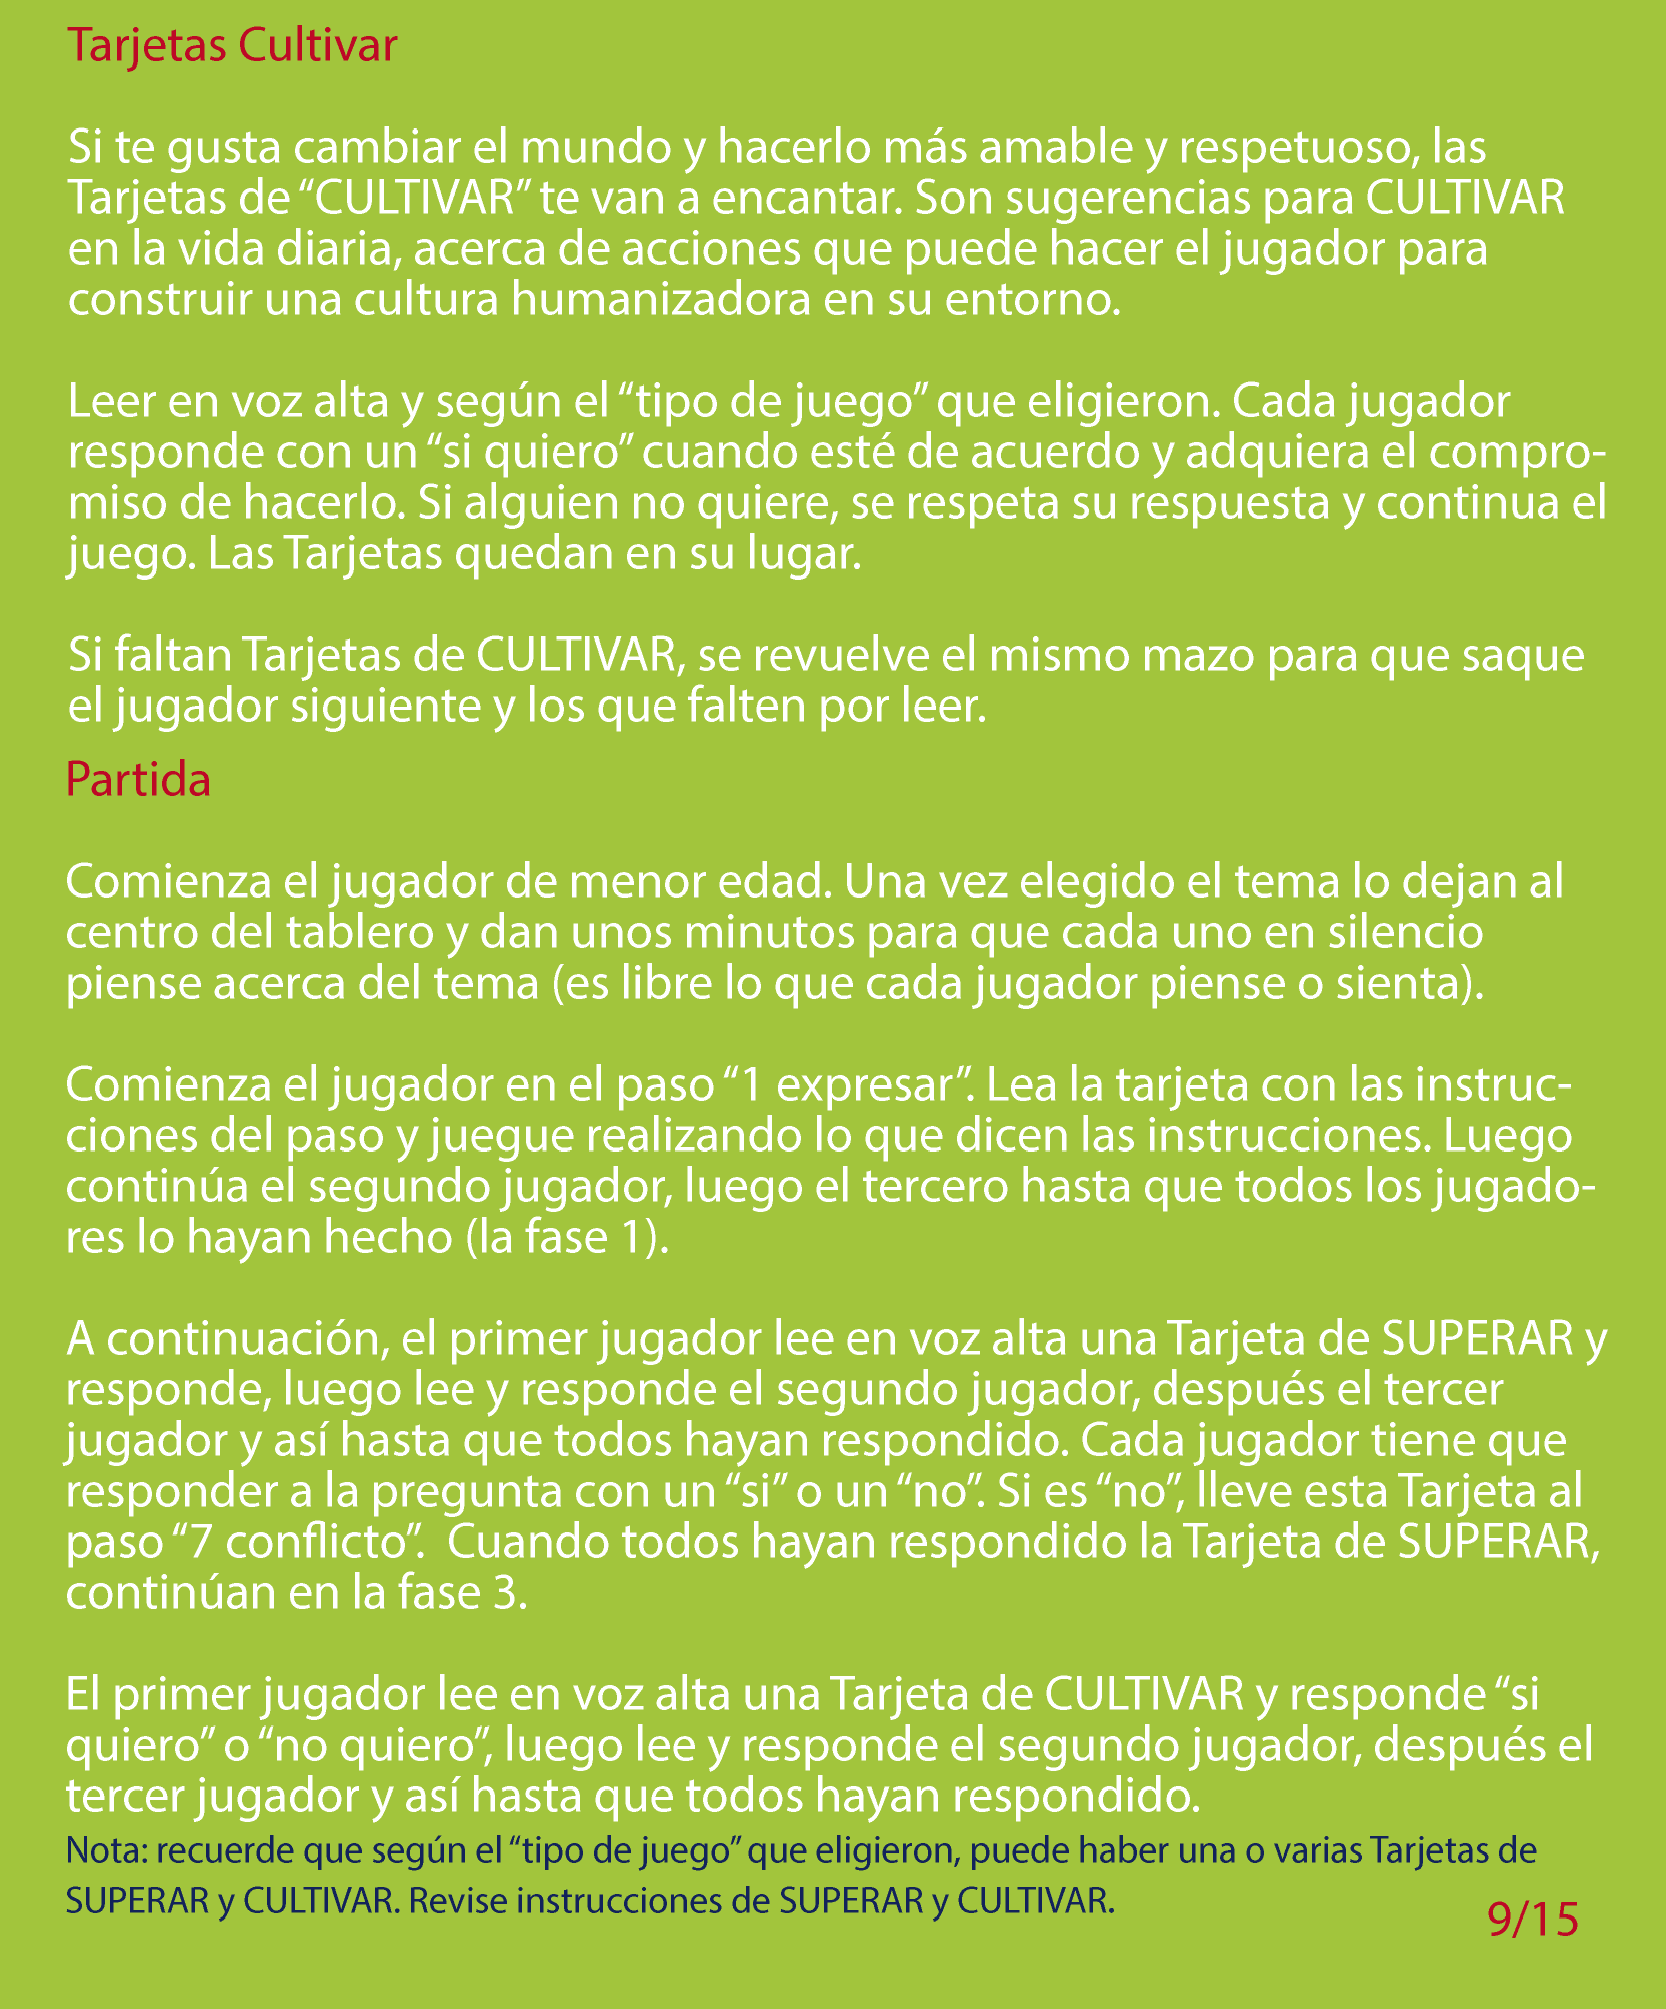 Tarjetas Cultivar
Si te gusta cambiar el mundo y hacerlo más amable y respetuoso, las
Tarjetas de “CULTIVAR” te van a encantar. Son sugerencias para CULTIVAR
en la vida diaria, acerca de acciones que puede hacer el jugador para
construir una cultura humanizadora en su entorno.
Leer en voz alta y según el “tipo de juego” que eligieron. Cada jugador
responde con un “si quiero” cuando esté de acuerdo y adquiera el compro-
miso de hacerlo. Si alguien no quiere, se respeta su respuesta y continua el
juego. Las Tarjetas quedan en su lugar.
Si faltan Tarjetas de CULTIVAR, se revuelve el mismo mazo para que saque
el jugador siguiente y los que falten por leer.
Partida
Comienza el jugador de menor edad. Una vez elegido el tema lo dejan al
centro del tablero y dan unos minutos para que cada uno en silencio
piense acerca del tema (es libre lo que cada jugador piense o sienta).
Comienza el jugador en el paso “1 expresar”. Lea la tarjeta con las instruc-
ciones del paso y juegue realizando lo que dicen las instrucciones. Luego
continúa el segundo jugador, luego el tercero hasta que todos los jugado-
res lo hayan hecho (la fase 1).
A continuación, el primer jugador lee en voz alta una Tarjeta de SUPERAR y
responde, luego lee y responde el segundo jugador, después el tercer
jugador y así hasta que todos hayan respondido. Cada jugador tiene que
responder a la pregunta con un “si” o un “no”. Si es “no”, lleve esta Tarjeta al
paso “7 conflicto”.  Cuando todos hayan respondido la Tarjeta de SUPERAR,
continúan en la fase 3.
El primer jugador lee en voz alta una Tarjeta de CULTIVAR y responde “si
quiero” o “no quiero”, luego lee y responde el segundo jugador, después el
tercer jugador y así hasta que todos hayan respondido.
Nota: recuerde que según el “tipo de juego” que eligieron, puede haber una o varias Tarjetas de
SUPERAR y CULTIVAR. Revise instrucciones de SUPERAR y CULTIVAR.
9/15